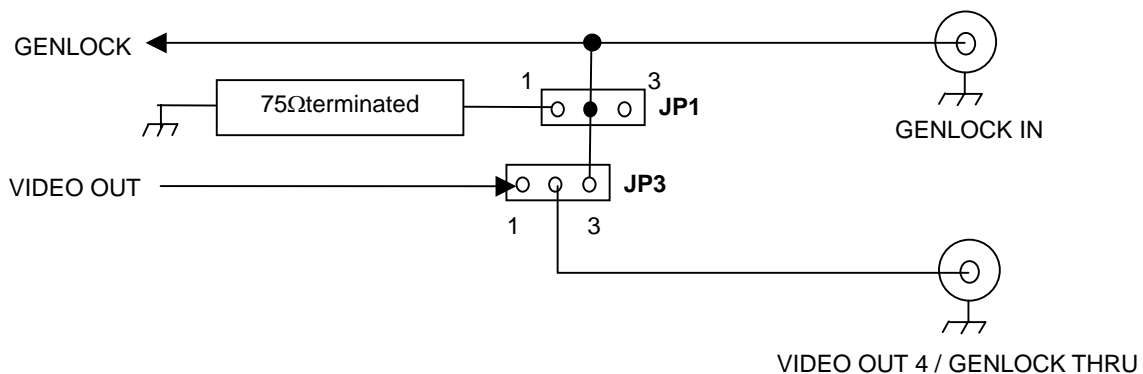 GENLOCK
1 3
75Ωterminated
JP1
GENLOCK IN
VIDEO OUT
JP3
1 3
VIDEO OUT 4 / GENLOCK THRU